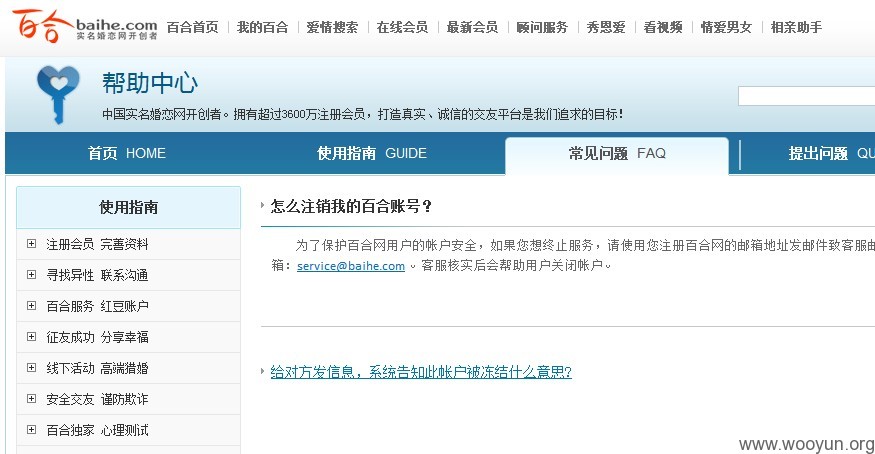 百合 baihe.com
实名婚恋网开创者
百合首页 我的百合 爱情搜索 在线会员 最新会员 顾问服务 秀恩爱 看视频 情爱男女 相亲助手
帮助中心
中国实名婚恋网开创者。拥有超过3600万注册会员，打造真实、诚信的交友平台是我们追求的目标！
首页 HOME 使用指南 GUIDE 常见问题 FAQ 提出问题 QU
使用指南
注册会员 完善资料
寻找异性 联系沟通
百合服务 红豆账户
征友成功 分享幸福
线下活动 高端猎婚
安全交友 谨防欺诈
百合独家 心理测试
怎么注销我的百合账号？
为了保护百合网用户的帐户安全，如果您想终止服务，请使用您注册百合网的邮箱地址发邮件致客服邮
箱：service@baihe.com 。客服核实后会帮助用户关闭帐户。
给对方发信息，系统告知此帐户被冻结什么意思?
www.wooyun.org